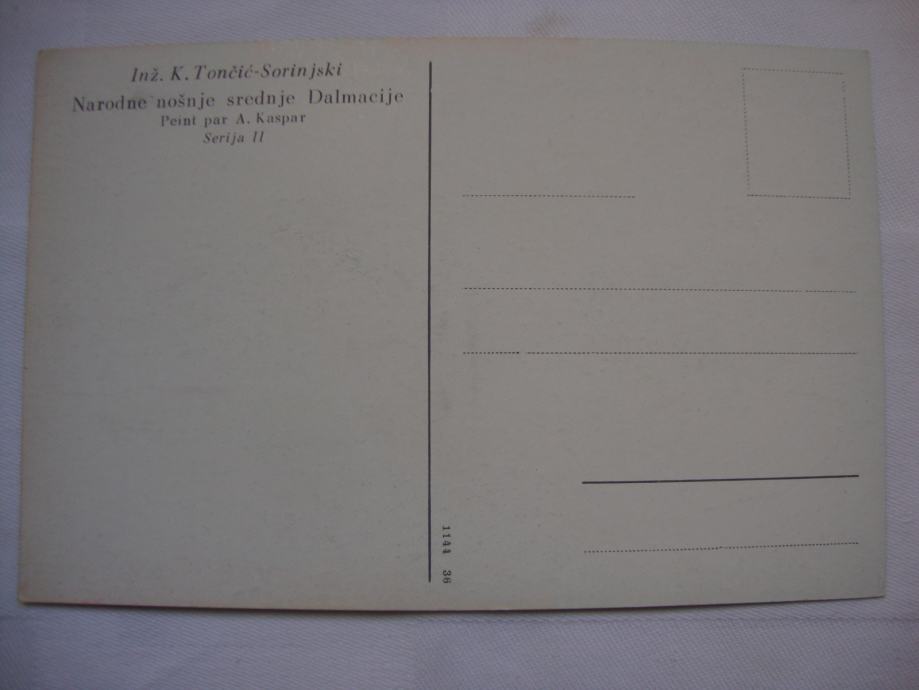 Inž. K. Tončić-Sorinjski
Narodne nošnje srednje Dalmacije
Peint par A. Kaspar
Serija II
1144 36